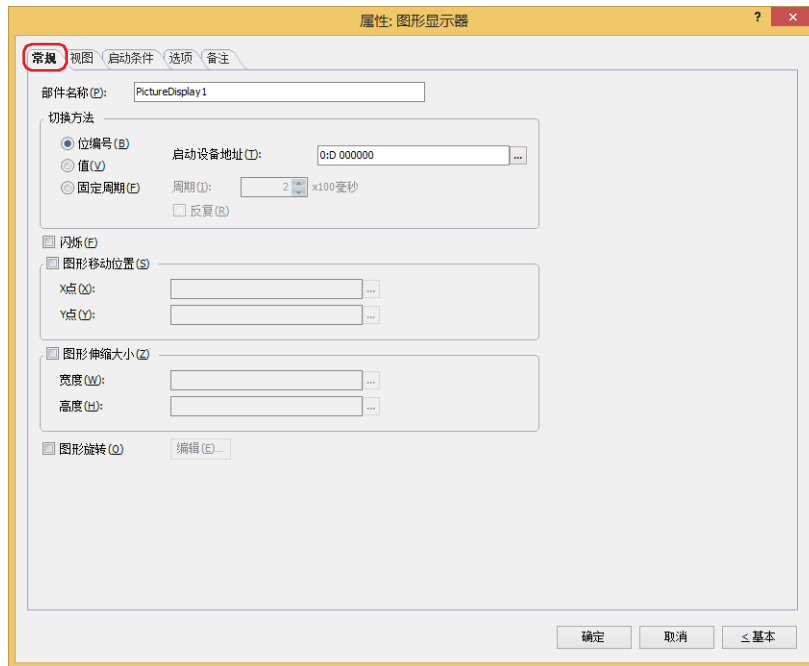 属性: 图形显示器
? ×
常规 视图 启动条件 选项 备注
部件名称(P): PictureDisplay1
切换方法
位编号(B)
启动设备地址(T): 0:D 000000 ...
值(V)
固定周期(F) 周期(I): 2 x100毫秒
反复(R)
闪烁(F)
图形移动位置(S)
X点(X): ...
Y点(Y): ...
图形伸缩大小(Z)
宽度(W): ...
高度(H): ...
图形旋转(O) 编辑(E)...
确定 取消 < 基本